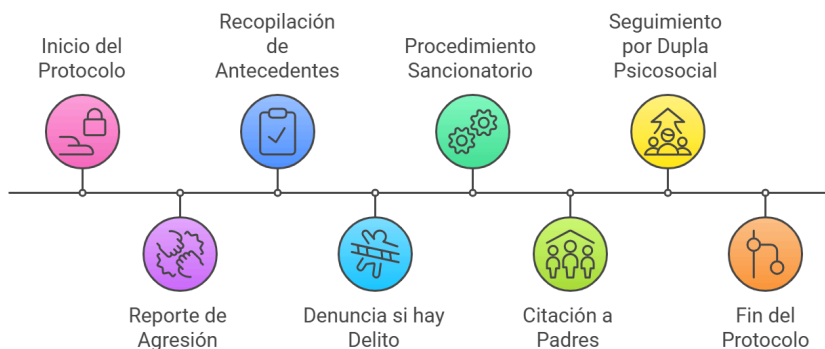 Inicio del
Protocolo
Reporte de
Agresión
Recopilación
de
Antecedentes
Denuncia si hay
Delito
Procedimiento
Sancionatorio
Citación a
Padres
Seguimiento
por Dupla
Psicosocial
Fin del
Protocolo